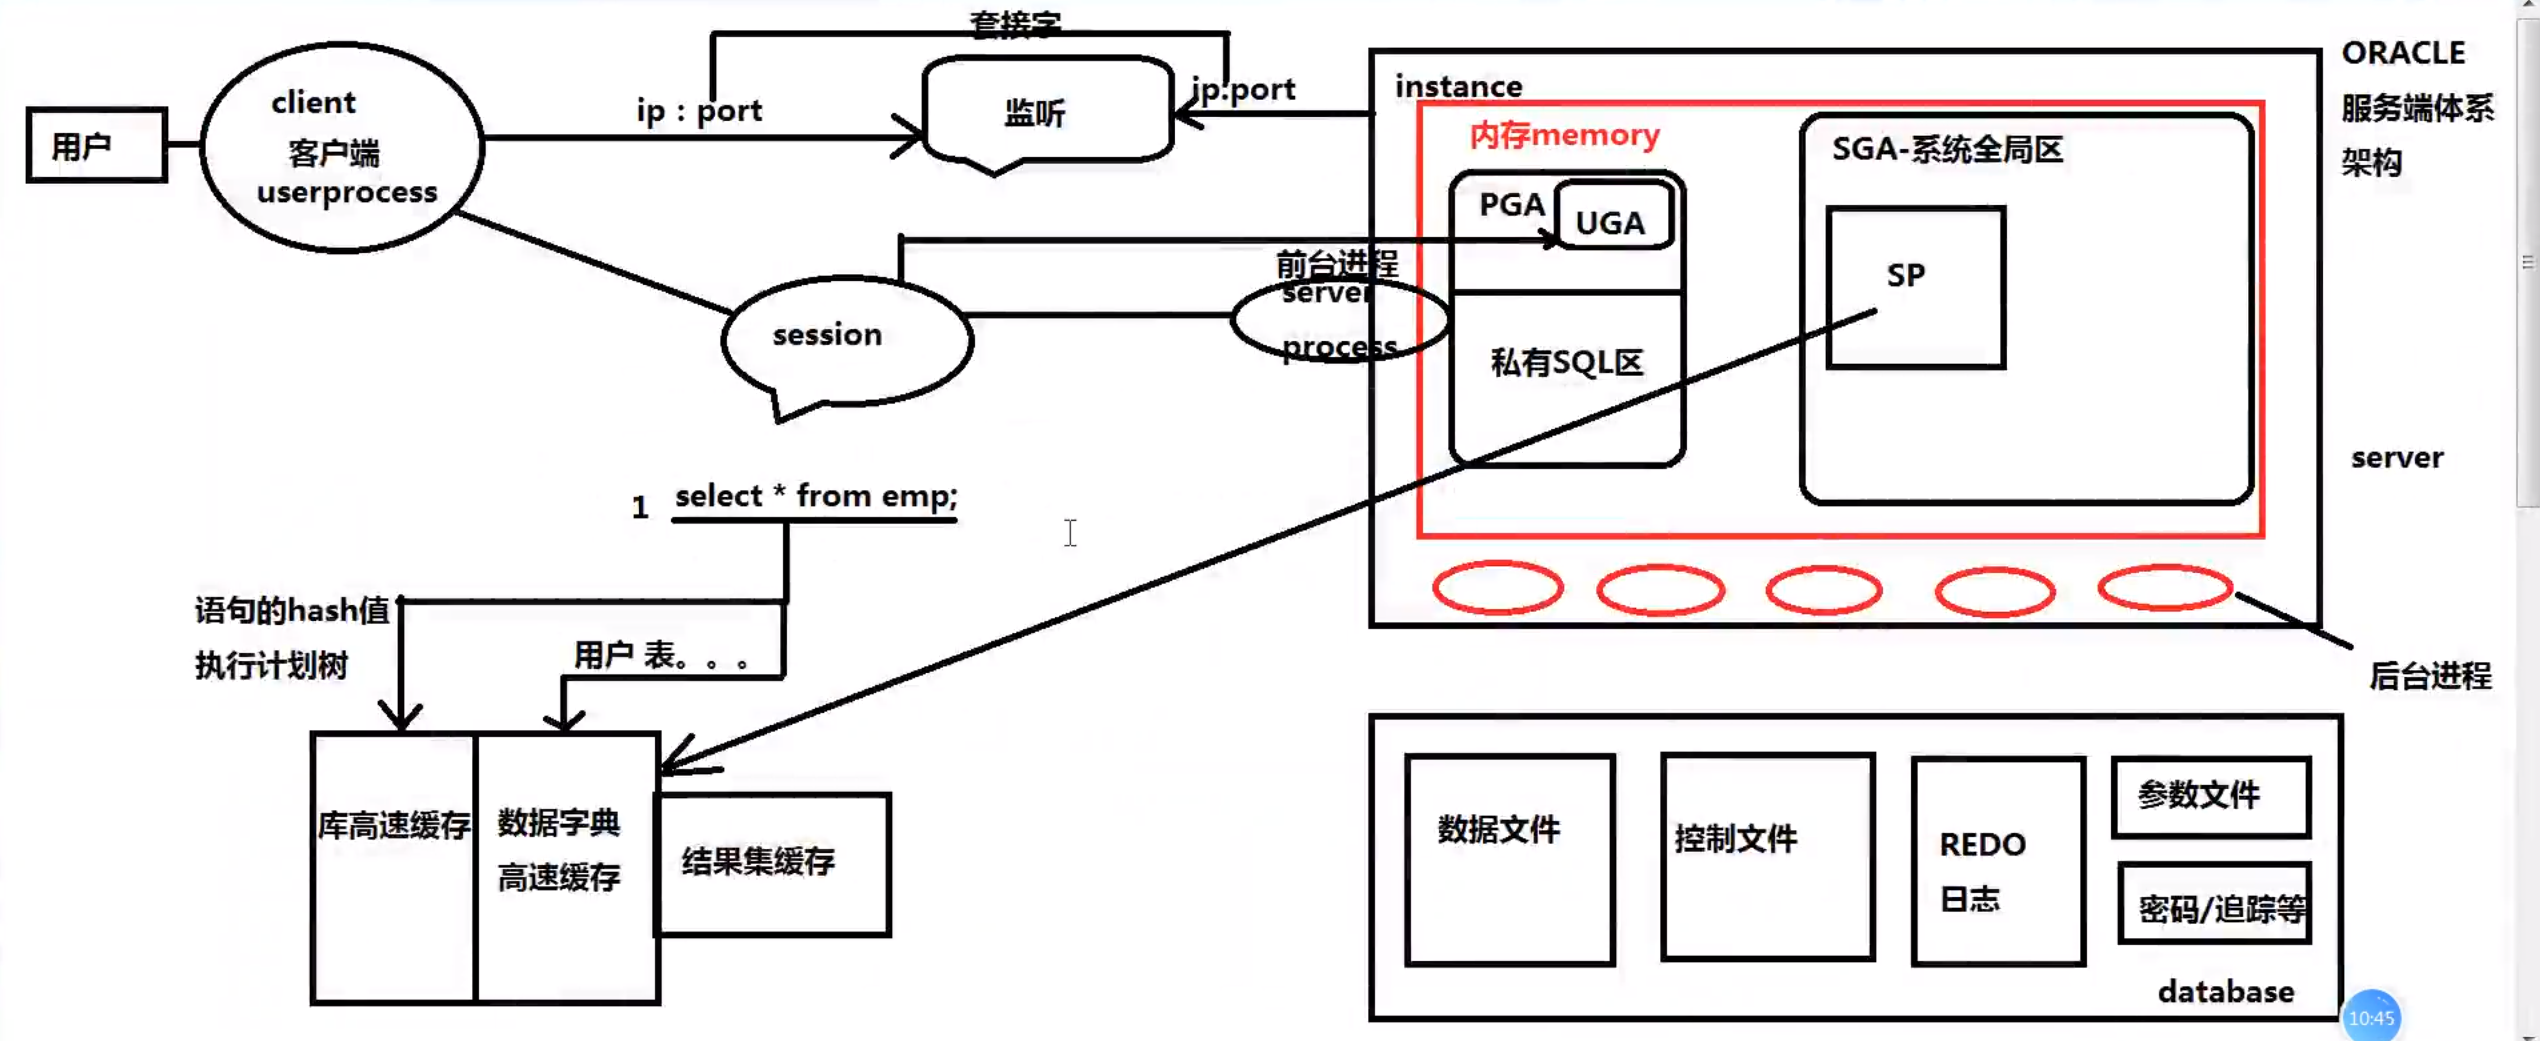 套接字
用户
client
客户端
userprocess
ip：port
监听
ip:port
instance
ORACLE
服务端体系
架构
内存memory
PGA
UGA
SGA-系统全局区
SP
前台进程
server
process
session
私有SQL区
server
1
select * from emp;
语句的hash值
执行计划树
用户 表。。。
后台进程
库高速缓存
数据字典
高速缓存
结果集缓存
数据文件
控制文件
REDO
日志
参数文件
密码/追踪等
database
10:45